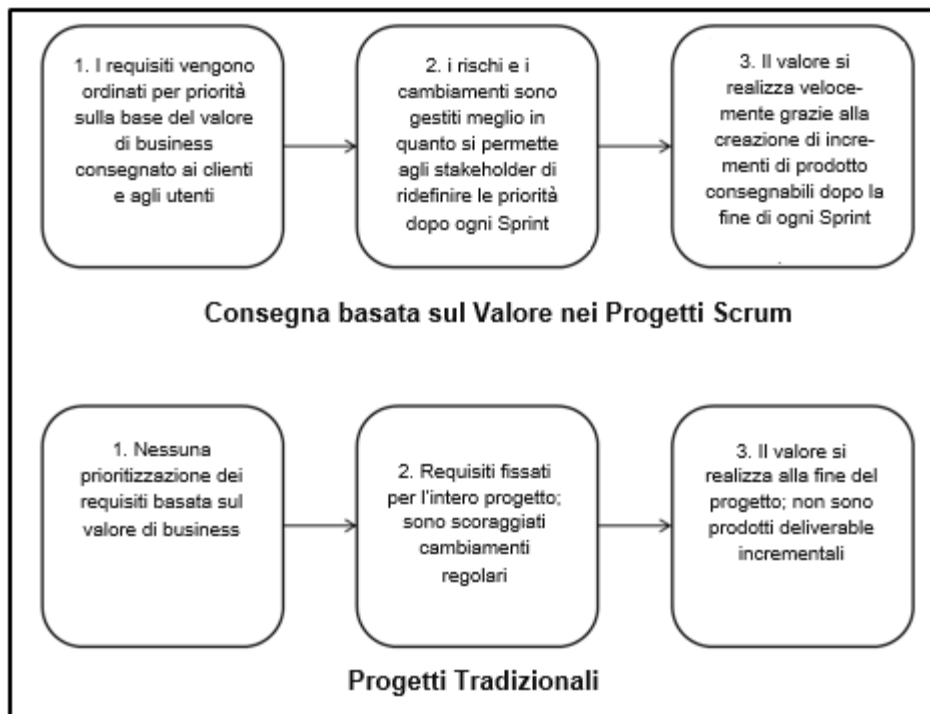 1. I requisiti vengono
ordinati per priorità
sulla base del valore
di business
consegnato ai clienti
e agli utenti
2. i rischi e i
cambiamenti sono
gestiti meglio in
quanto si permette
agli stakeholder di
ridefinire le priorità
dopo ogni Sprint
3. Il valore si
realizza veloce-
mente grazie alla
creazione di incre-
menti di prodotto
consegnabili dopo la
fine di ogni Sprint
Consegna basata sul Valore nei Progetti Scrum
1. Nessuna
prioritizzazione dei
requisiti basata sul
valore di business
2. Requisiti fissati
per l'intero progetto;
sono scoraggiati
cambiamenti
regolari
3. Il valore si
realizza alla fine del
progetto; non sono
prodotti deliverable
incrementali
Progetti Tradizionali